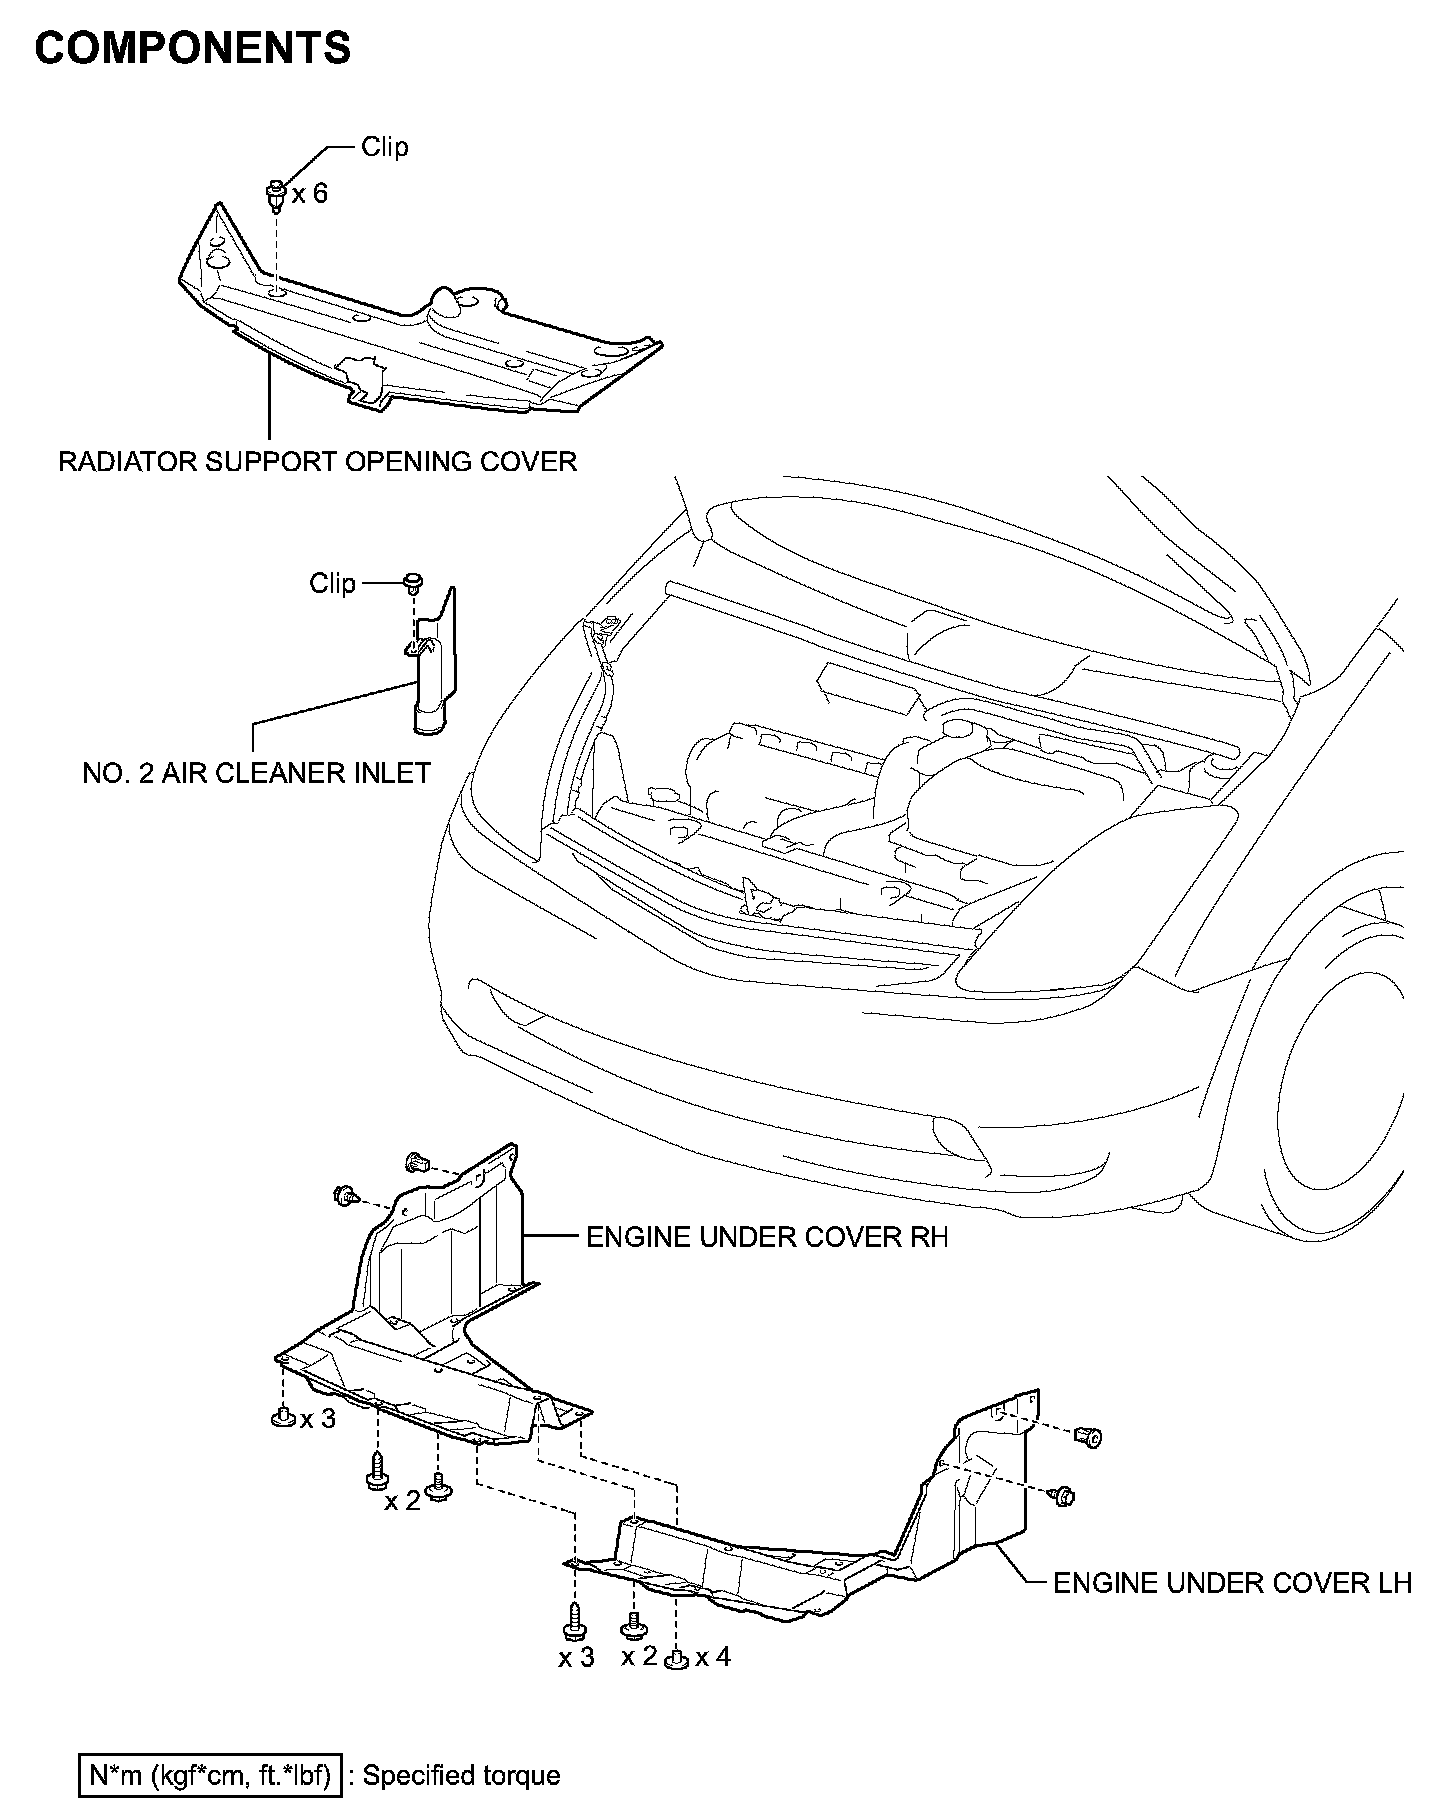 COMPONENTS
Clip
x 6
RADIATOR SUPPORT OPENING COVER
Clip
NO. 2 AIR CLEANER INLET
ENGINE UNDER COVER RH
x 3
x 2
ENGINE UNDER COVER LH
x 3
x 2
x 4
N*m (kgf*cm, ft.*lbf) : Specified torque